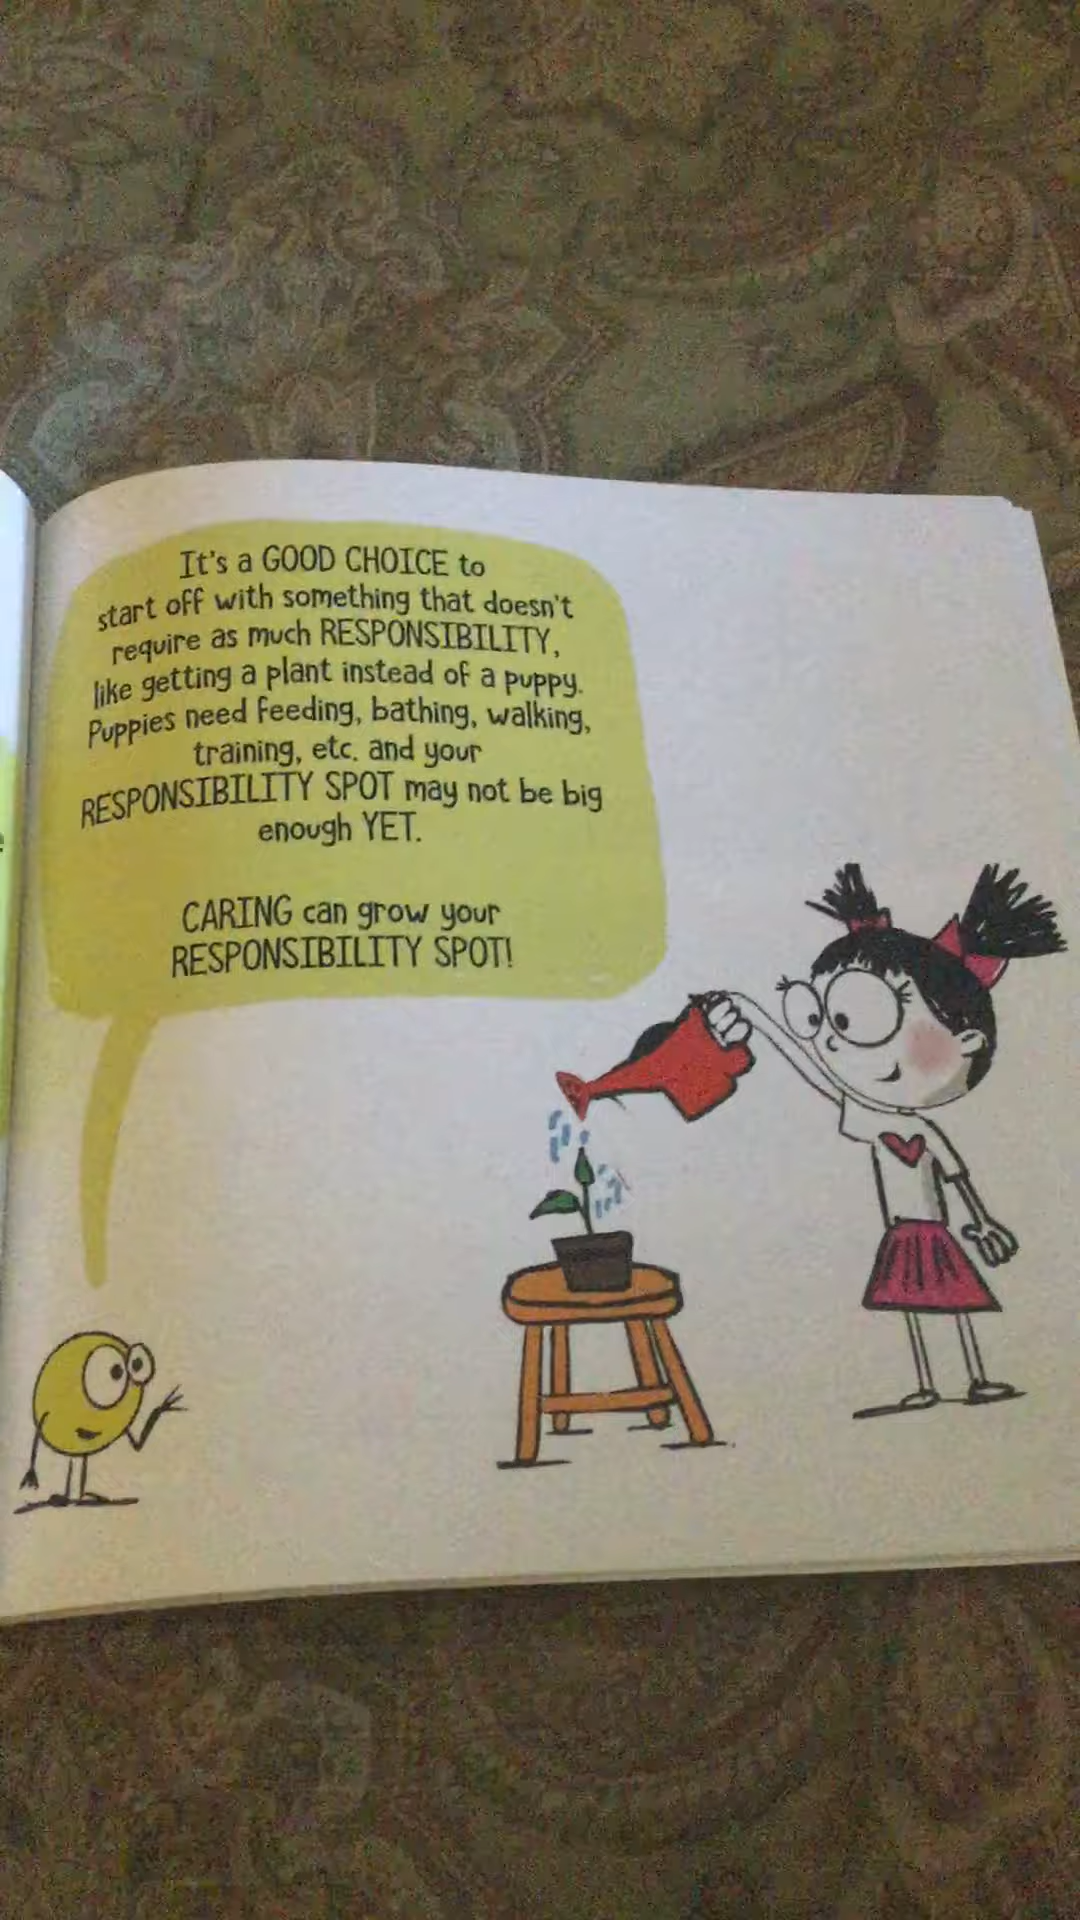 It's a GOOD CHOICE to
start off with something that doesn't
require as much RESPONSIBILITY,
like getting a plant instead of a puppy.
Puppies need feeding, bathing, walking,
training, etc. and your
RESPONSIBILITY SPOT may not be big
enough YET.
CARING can grow your
RESPONSIBILITY SPOT!